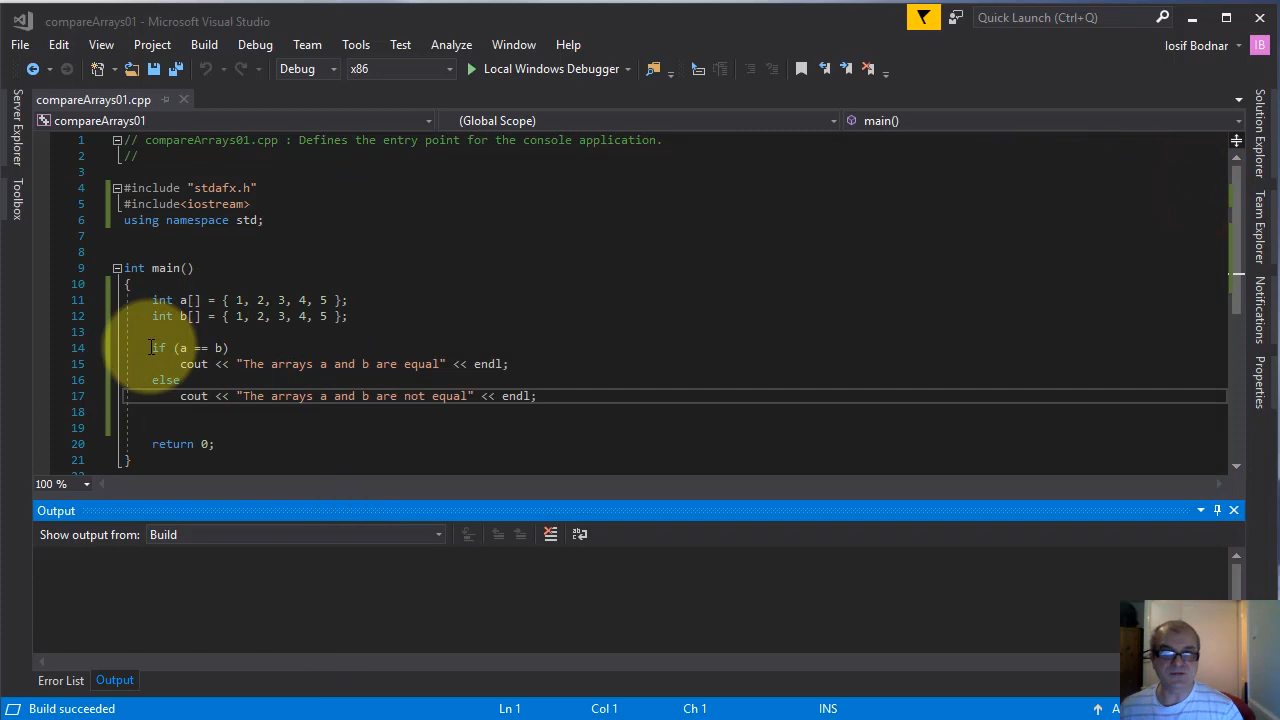 compareArrays01 - Microsoft Visual Studio
Quick Launch (Ctrl+Q)
File Edit View Project Build Debug Team Tools Test Analyze Window Help
Iosif Bodnar IB
Debug x86 Local Windows Debugger
compareArrays01.cpp
compareArrays01 (Global Scope) main()
Server Explorer
Toolbox
Solution Explorer
Team Explorer
Notifications
Properties
1 // compareArrays01.cpp : Defines the entry point for the console application.
2 //
3
4 #include "stdafx.h"
5 #include<iostream>
6 using namespace std;
7
8
9 int main()
10 {
11 int a[] = { 1, 2, 3, 4, 5 };
12 int b[] = { 1, 2, 3, 4, 5 };
13
14 if (a == b)
15 cout << "The arrays a and b are equal" << endl;
16 else
17 cout << "The arrays a and b are not equal" << endl;
18
19
20 return 0;
21 }
100 %
Output
Show output from: Build
Error List Output
Build succeeded Ln 1 Col 1 Ch 1 INS